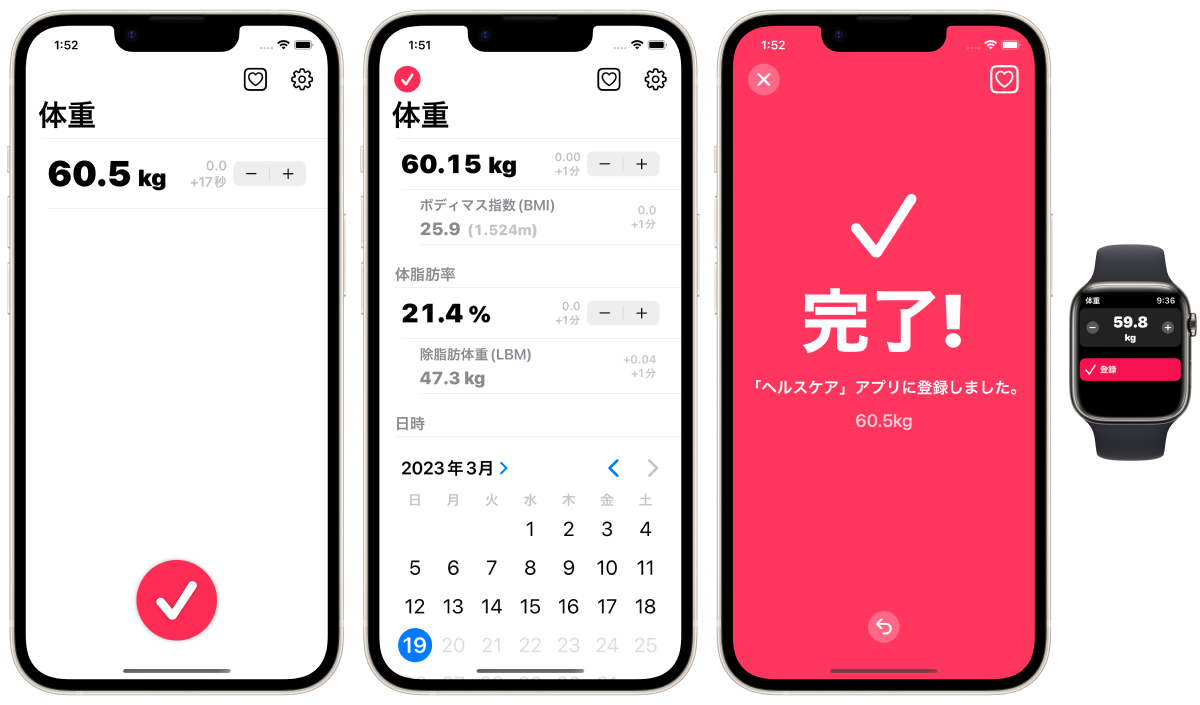 1:52
体重
60.5 kg
0.0
+17秒
− +
1:51
体重
60.15 kg
0.00
+1分
− +
ボディマス指数(BMI)
25.9 (1.524m)
0.0
+1分
体脂肪率
21.4 %
0.0
+1分
− +
除脂肪体重(LBM)
47.3 kg
+0.04
+1分
日時
2023年3月
日 月 火 水 木 金 土
1 2 3 4
5 6 7 8 9 10 11
12 13 14 15 16 17 18
19 20 21 22 23 24 25
1:52
完了!
「ヘルスケア」アプリに登録しました。
60.5kg
体重 9:36
− 59.8 +
kg
登録